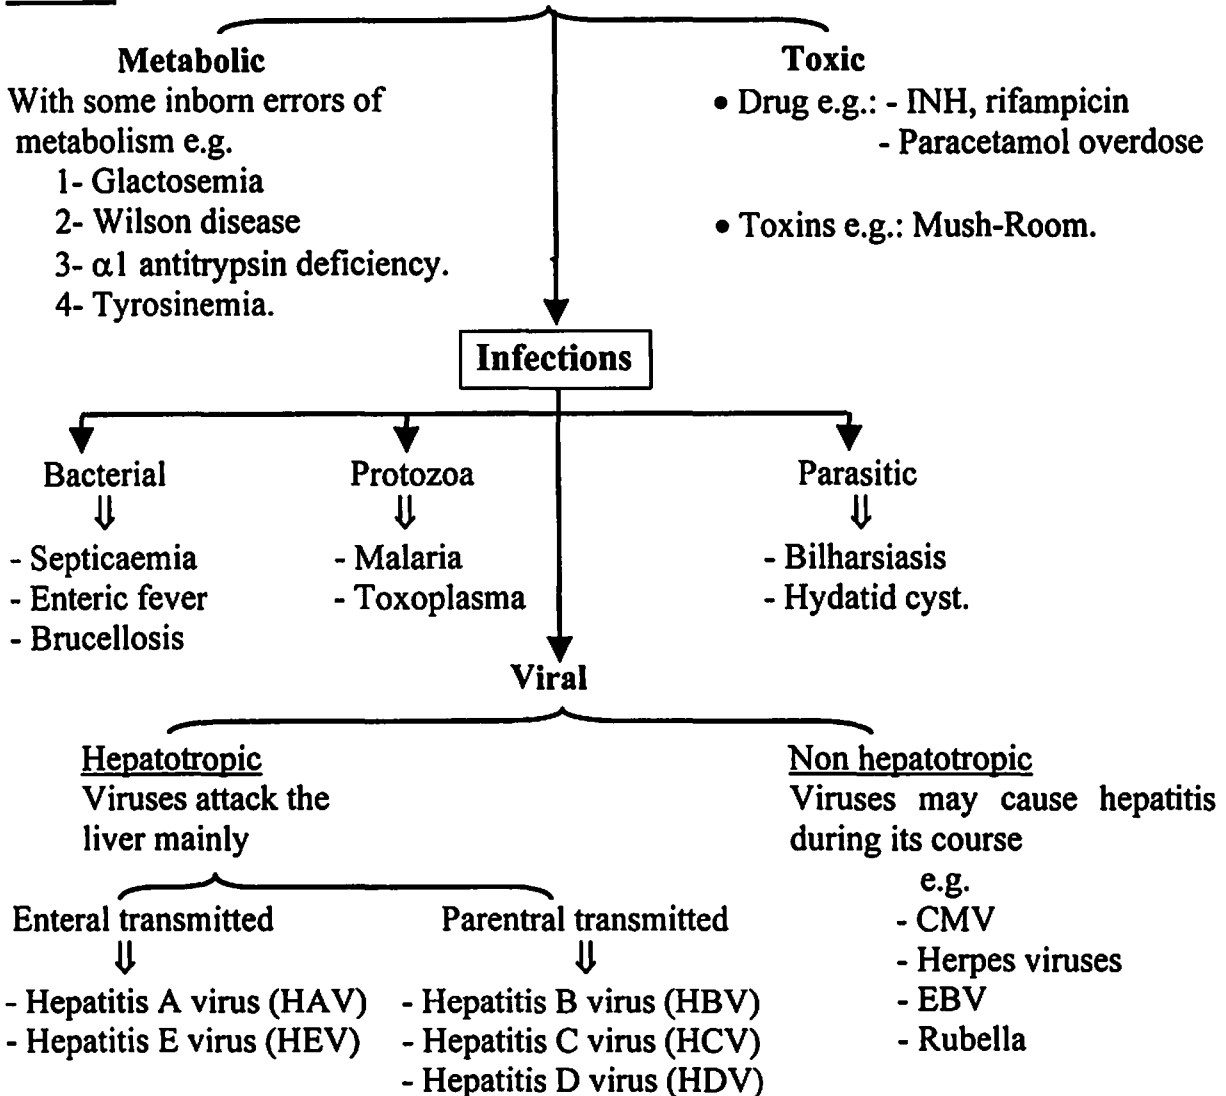 Metabolic
With some inborn errors of
metabolism e.g.
1- Glactosemia
2- Wilson disease
3- α1 antitrypsin deficiency.
4- Tyrosinemia.
Toxic
• Drug e.g.: - INH, rifampicin
- Paracetamol overdose
• Toxins e.g.: Mush-Room.
Infections
Bacterial
⇓
- Septicaemia
- Enteric fever
- Brucellosis
Protozoa
⇓
- Malaria
- Toxoplasma
Parasitic
⇓
- Bilharsiasis
- Hydatid cyst.
Viral
Hepatotropic
Viruses attack the
liver mainly
Enteral transmitted
⇓
- Hepatitis A virus (HAV)
- Hepatitis E virus (HEV)
Parentral transmitted
⇓
- Hepatitis B virus (HBV)
- Hepatitis C virus (HCV)
- Hepatitis D virus (HDV)
Non hepatotropic
Viruses may cause hepatitis
during its course
e.g.
- CMV
- Herpes viruses
- EBV
- Rubella